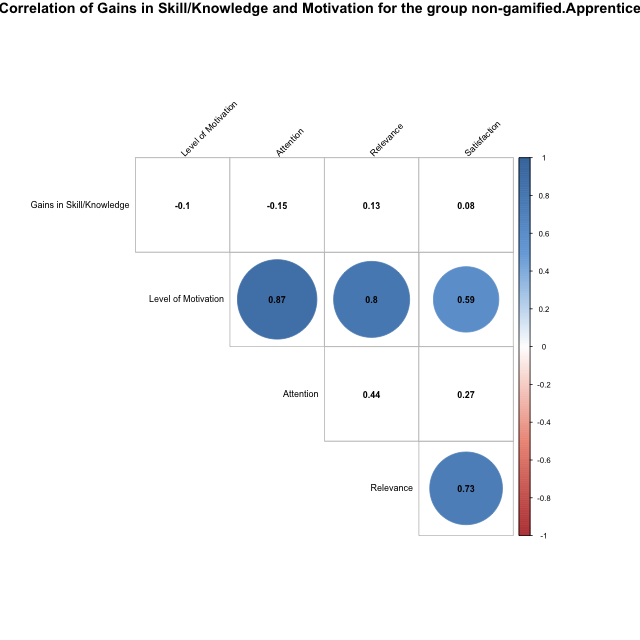 Correlation of Gains in Skill/Knowledge and Motivation for the group non-gamified.Apprentice
Level of Motivation
Attention
Relevance
Satisfaction
Gains in Skill/Knowledge -0.1 -0.15 0.13 0.08
Level of Motivation 0.87 0.8 0.59
Attention 0.44 0.27
Relevance 0.73
1
0.8
0.6
0.4
0.2
0
-0.2
-0.4
-0.6
-0.8
-1